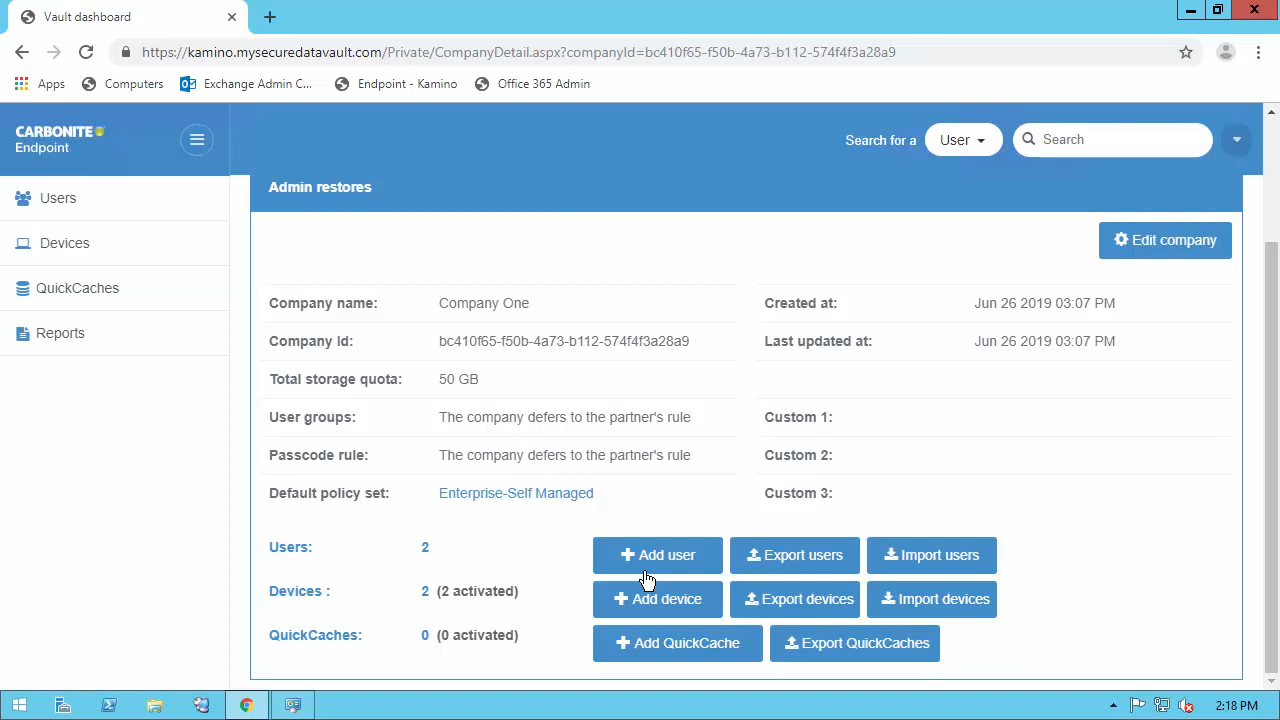 Vault dashboard
https://kamino.mysecuredatavault.com/Private/CompanyDetail.aspx?companyId=bc410f65-f50b-4a73-b112-574f4f3a28a9
Apps Computers Exchange Admin C... Endpoint - Kamino Office 365 Admin
CARBONITE
Endpoint
Search for a User Search
Users
Devices
QuickCaches
Reports
Admin restores
Edit company
Company name: Company One Created at: Jun 26 2019 03:07 PM
Company Id: bc410f65-f50b-4a73-b112-574f4f3a28a9 Last updated at: Jun 26 2019 03:07 PM
Total storage quota: 50 GB
User groups: The company defers to the partner's rule Custom 1:
Passcode rule: The company defers to the partner's rule Custom 2:
Default policy set: Enterprise-Self Managed Custom 3:
Users: 2 Add user Export users Import users
Devices : 2 (2 activated) Add device Export devices Import devices
QuickCaches: 0 (0 activated) Add QuickCache Export QuickCaches
2:18 PM